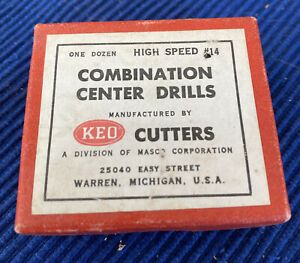 ONE DOZEN HIGH SPEED #14
COMBINATION
CENTER DRILLS
MANUFACTURED BY
KEO CUTTERS
A DIVISION OF MASCO CORPORATION
25040 EASY STREET
WARREN, MICHIGAN, U.S.A.